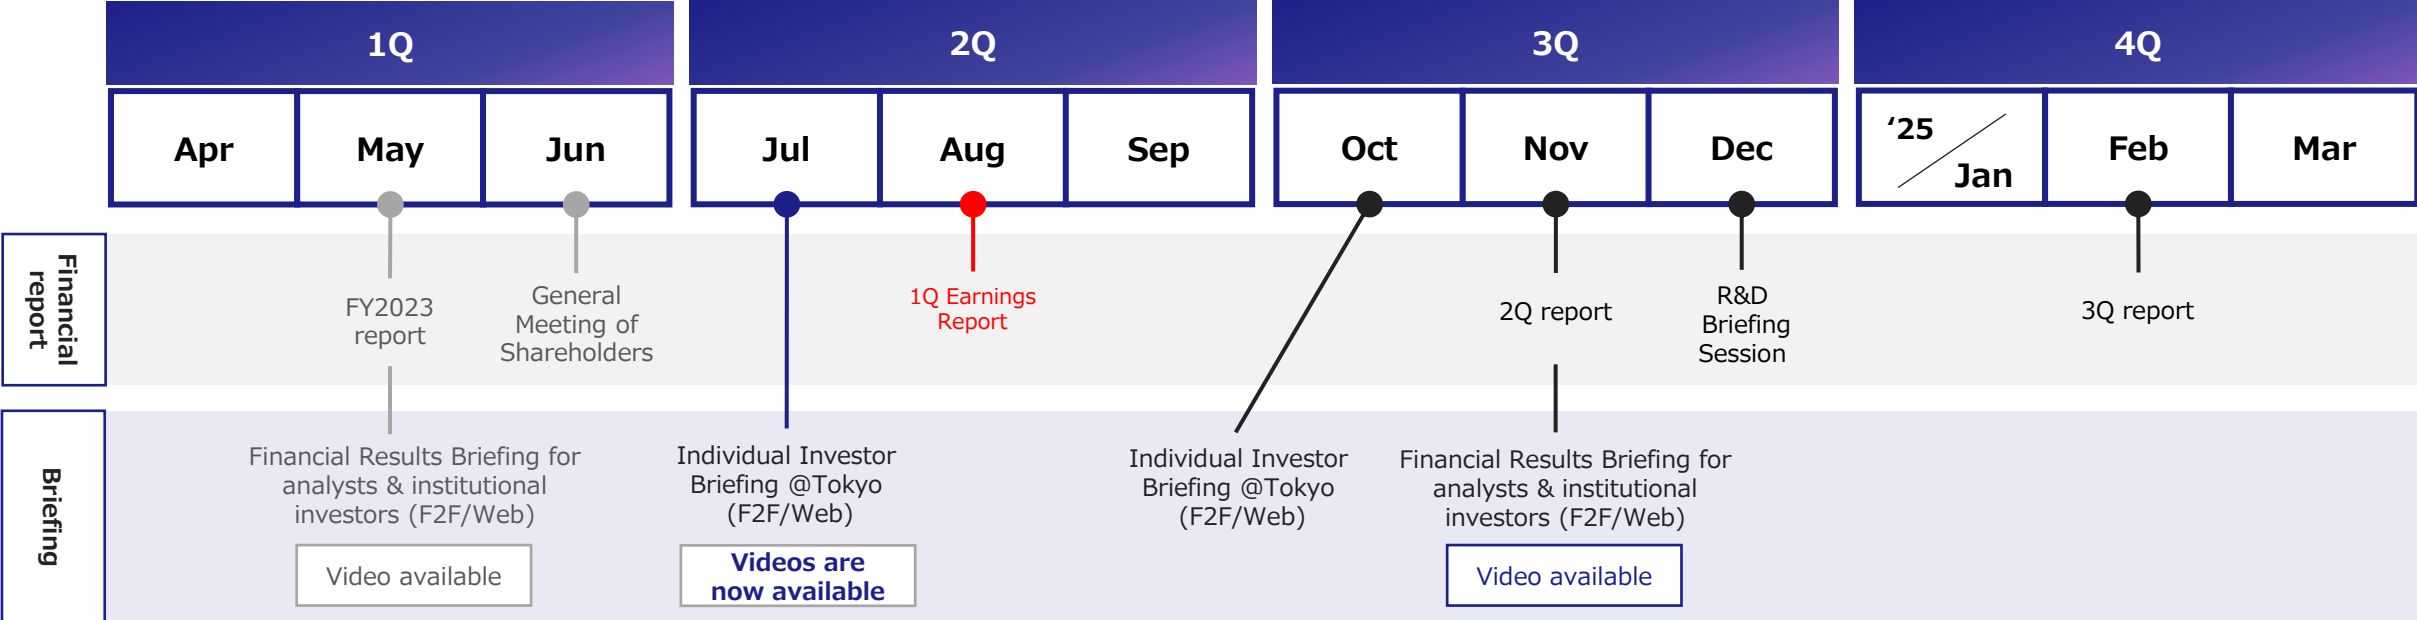 1Q
2Q
3Q
4Q
Apr
May
Jun
Jul
Aug
Sep
Oct
Nov
Dec
‘25
Jan
Feb
Mar
Financial
report
FY2023
report
General
Meeting of
Shareholders
1Q Earnings
Report
2Q report
R&D
Briefing
Session
3Q report
Briefing
Financial Results Briefing for
analysts & institutional
investors (F2F/Web)
Video available
Individual Investor
Briefing @Tokyo
(F2F/Web)
Videos are
now available
Individual Investor
Briefing @Tokyo
(F2F/Web)
Financial Results Briefing for
analysts & institutional
investors (F2F/Web)
Video available